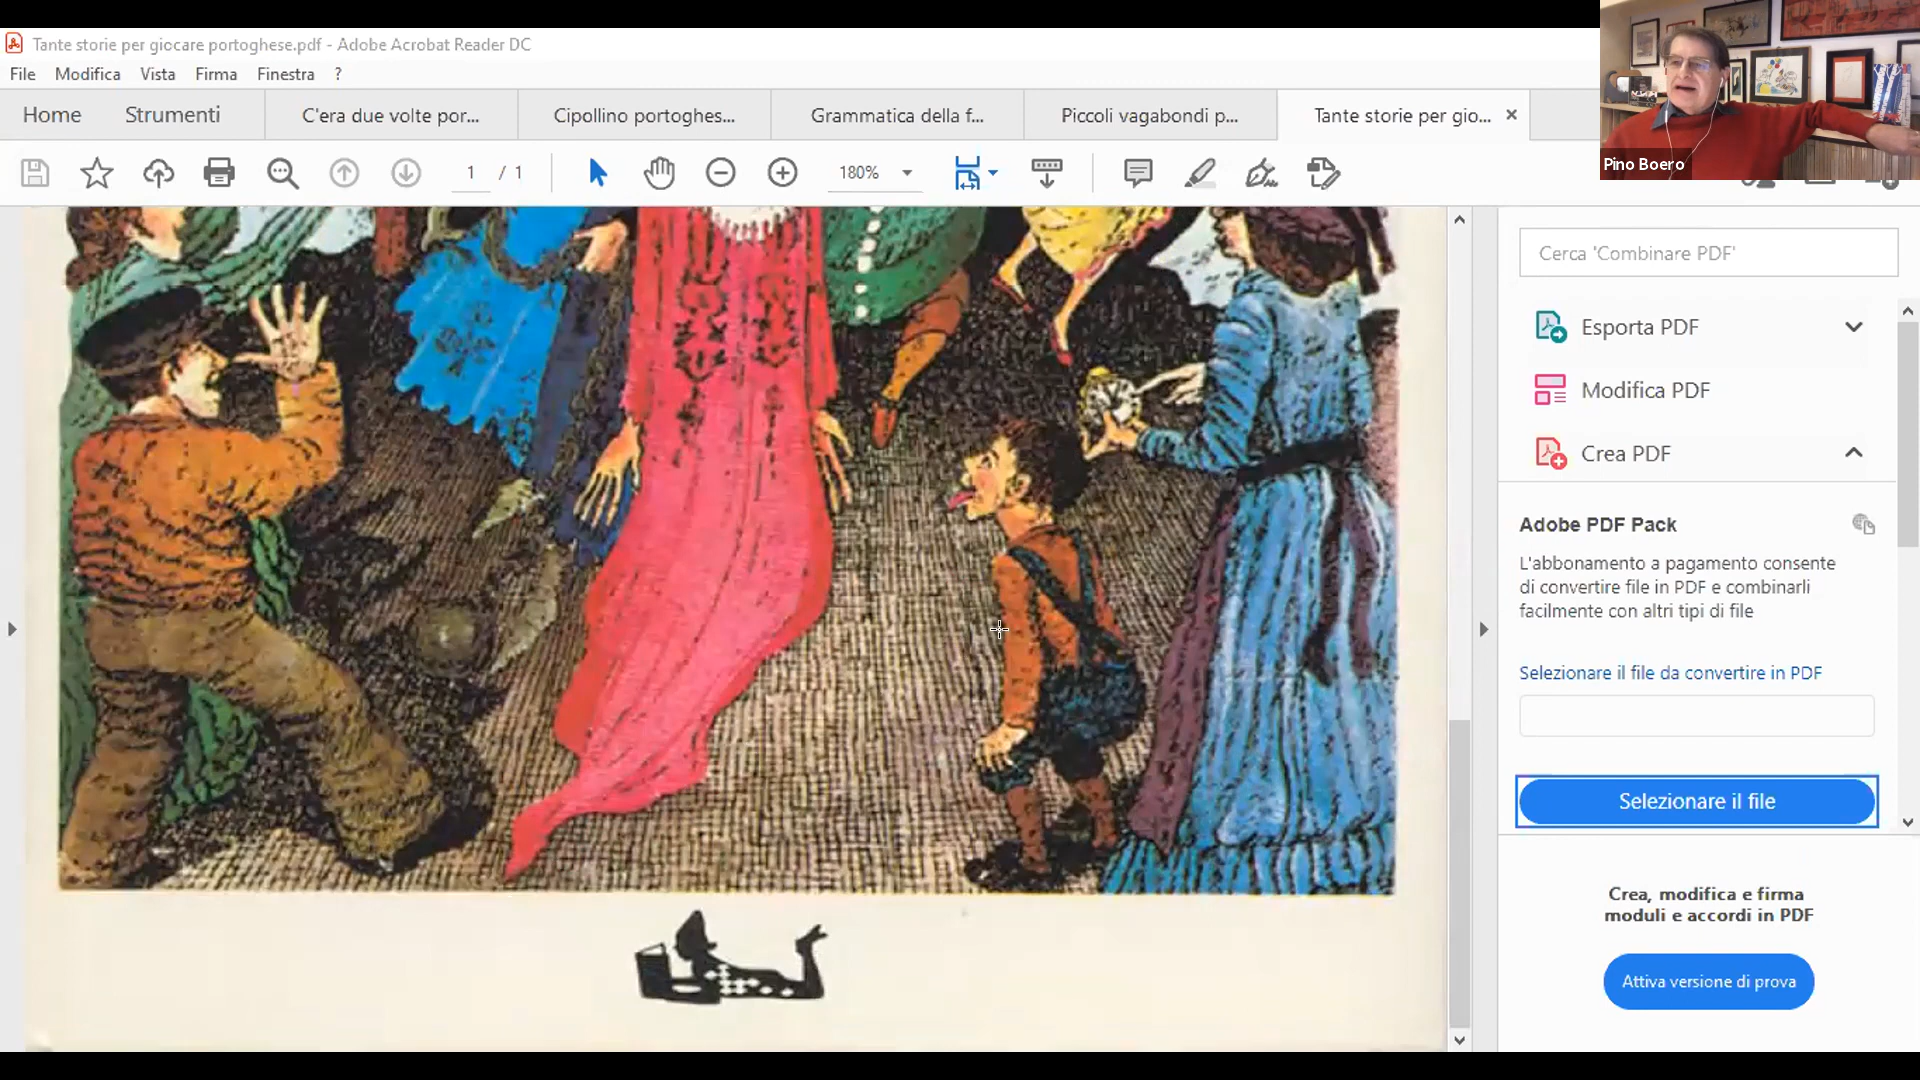 Tante storie per giocare portoghese.pdf - Adobe Acrobat Reader DC
File Modifica Vista Firma Finestra ?
Home Strumenti C'era due volte por... Cipollino portoghes... Grammatica della f... Piccoli vagabondi p... Tante storie per gio... ×
1 / 1 180%
Pino Boero
Cerca 'Combinare PDF'
Esporta PDF
Modifica PDF
Crea PDF
Adobe PDF Pack
L'abbonamento a pagamento consente
di convertire file in PDF e combinarli
facilmente con altri tipi di file
Selezionare il file da convertire in PDF
Selezionare il file
Crea, modifica e firma
moduli e accordi in PDF
Attiva versione di prova